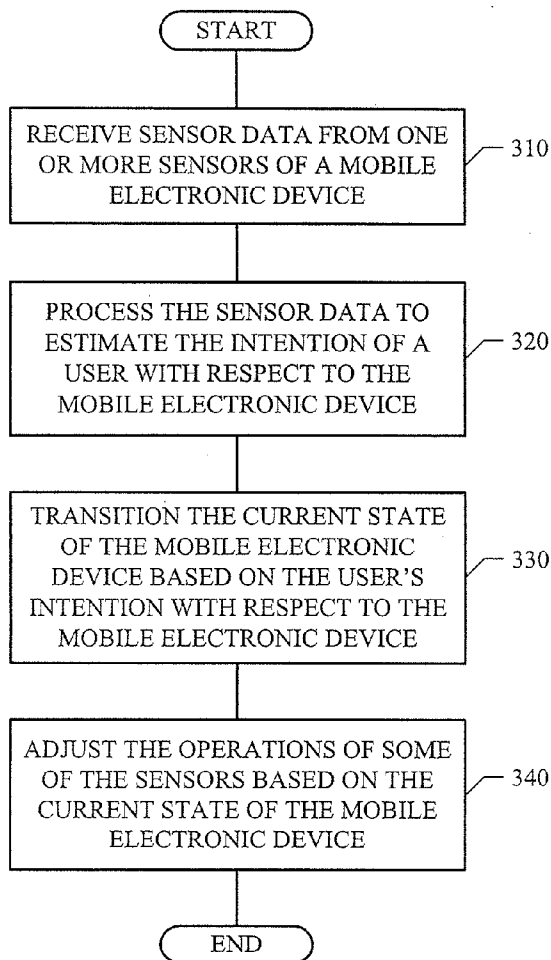 START
RECEIVE SENSOR DATA FROM ONE
OR MORE SENSORS OF A MOBILE
ELECTRONIC DEVICE
310
PROCESS THE SENSOR DATA TO
ESTIMATE THE INTENTION OF A
USER WITH RESPECT TO THE
MOBILE ELECTRONIC DEVICE
320
TRANSITION THE CURRENT STATE
OF THE MOBILE ELECTRONIC
DEVICE BASED ON THE USER'S
INTENTION WITH RESPECT TO THE
MOBILE ELECTRONIC DEVICE
330
ADJUST THE OPERATIONS OF SOME
OF THE SENSORS BASED ON THE
CURRENT STATE OF THE MOBILE
ELECTRONIC DEVICE
340
END